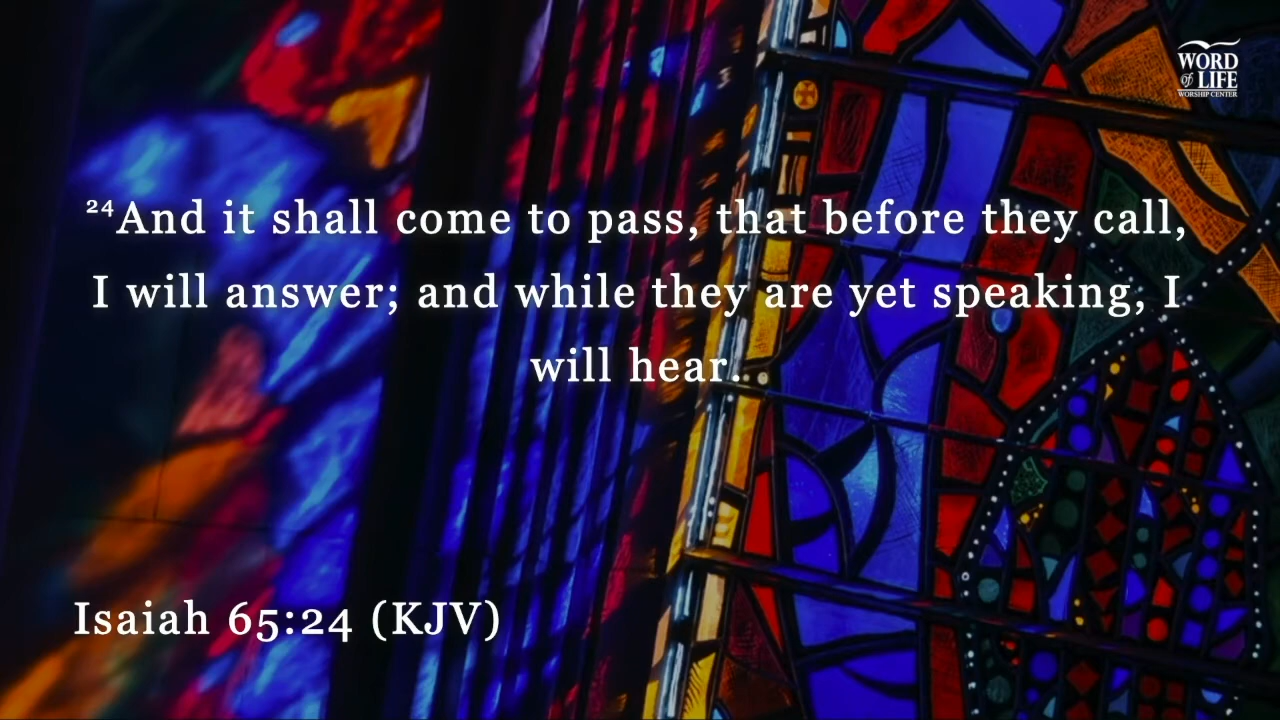 WORD
of LIFE
WORSHIP CENTER
²⁴And it shall come to pass, that before they call,
I will answer; and while they are yet speaking, I
will hear.
Isaiah 65:24 (KJV)